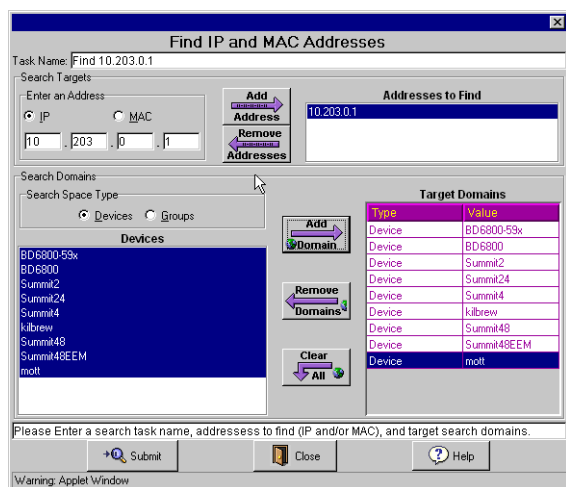 Find IP and MAC Addresses
Task Name: Find 10.203.0.1
Search Targets
Enter an Address
IP MAC
10 . 203 . 0 . 1
Add
Address
Remove
Addresses
Addresses to Find
10.203.0.1
Search Domains
Search Space Type
Devices Groups
Devices
BD6800-59x
BD6800
Summit2
Summit24
Summit4
kilbrew
Summit48
Summit48EEM
mott
Add
Domain
Remove
Domains
Clear
All
Target Domains
Type Value
Device BD6800-59x
Device BD6800
Device Summit2
Device Summit24
Device Summit4
Device kilbrew
Device Summit48
Device Summit48EEM
Device mott
Please Enter a search task name, addressess to find (IP and/or MAC), and target search domains.
Submit Close Help
Warning: Applet Window